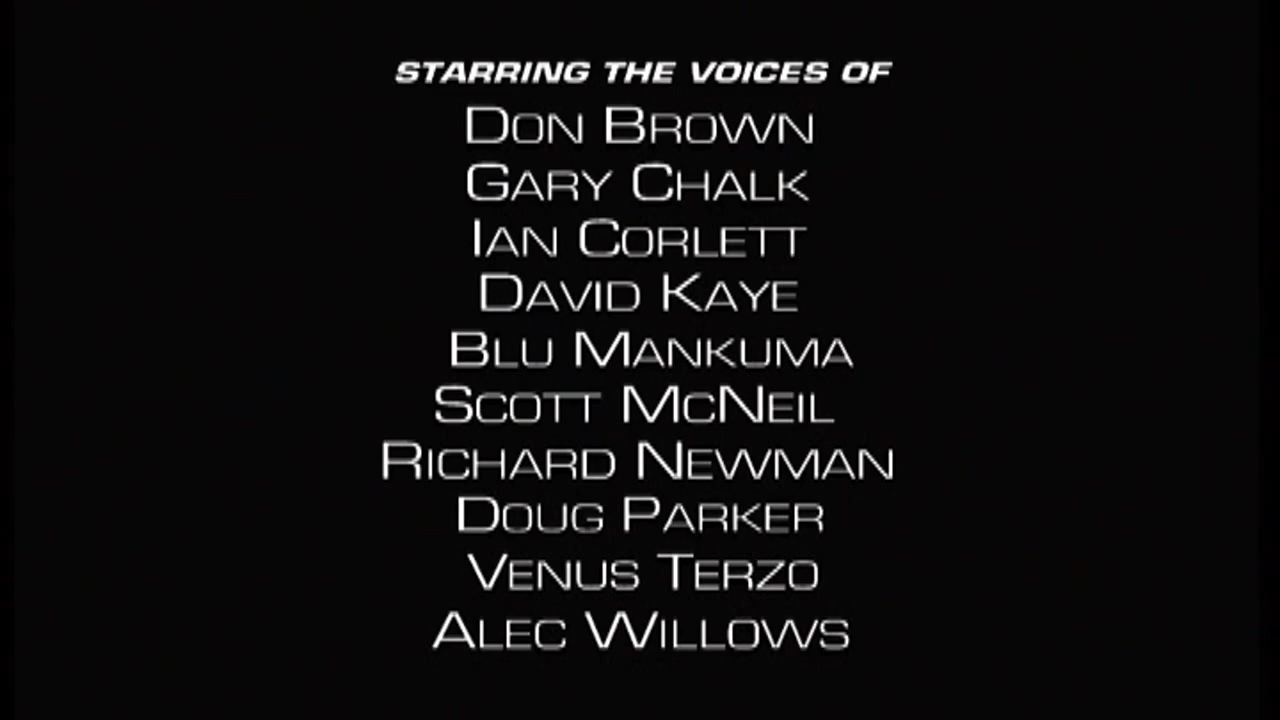 STARRING THE VOICES OF
DON BROWN
GARY CHALK
IAN CORLETT
DAVID KAYE
BLU MANKUMA
SCOTT MCNEIL
RICHARD NEWMAN
DOUG PARKER
VENUS TERZO
ALEC WILLOWS